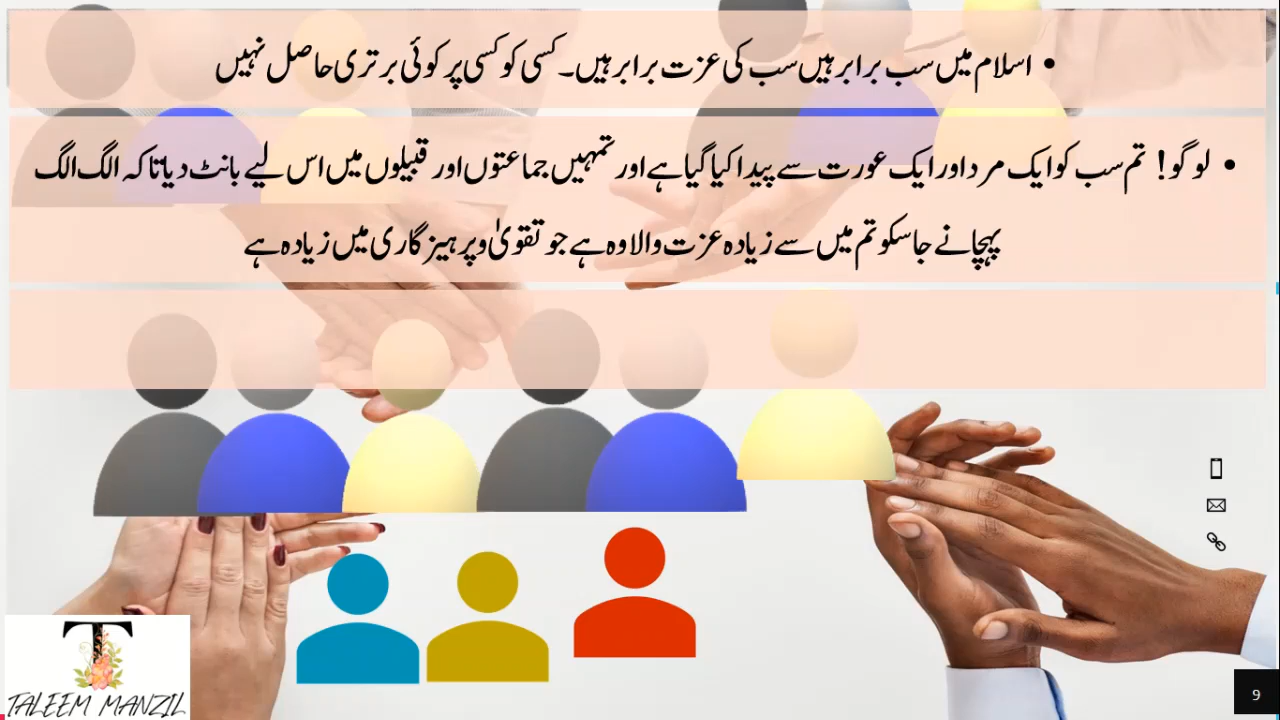 • اسلام میں سب برابر ہیں سب کی عزت برابر ہیں۔ کسی کو کسی پر کوئی برتری حاصل نہیں
• لوگو! تم سب کو ایک مرد اور ایک عورت سے پیدا کیا گیا ہے اور تمہیں جماعتوں اور قبیلوں میں اس لیے بانٹ دیا تاکہ الگ الگ
پہچانے جاسکو تم میں سے زیادہ عزت والا وہ ہے جو تقویٰ و پرہیزگاری میں زیادہ ہے
T
TALEEM MANZIL
9